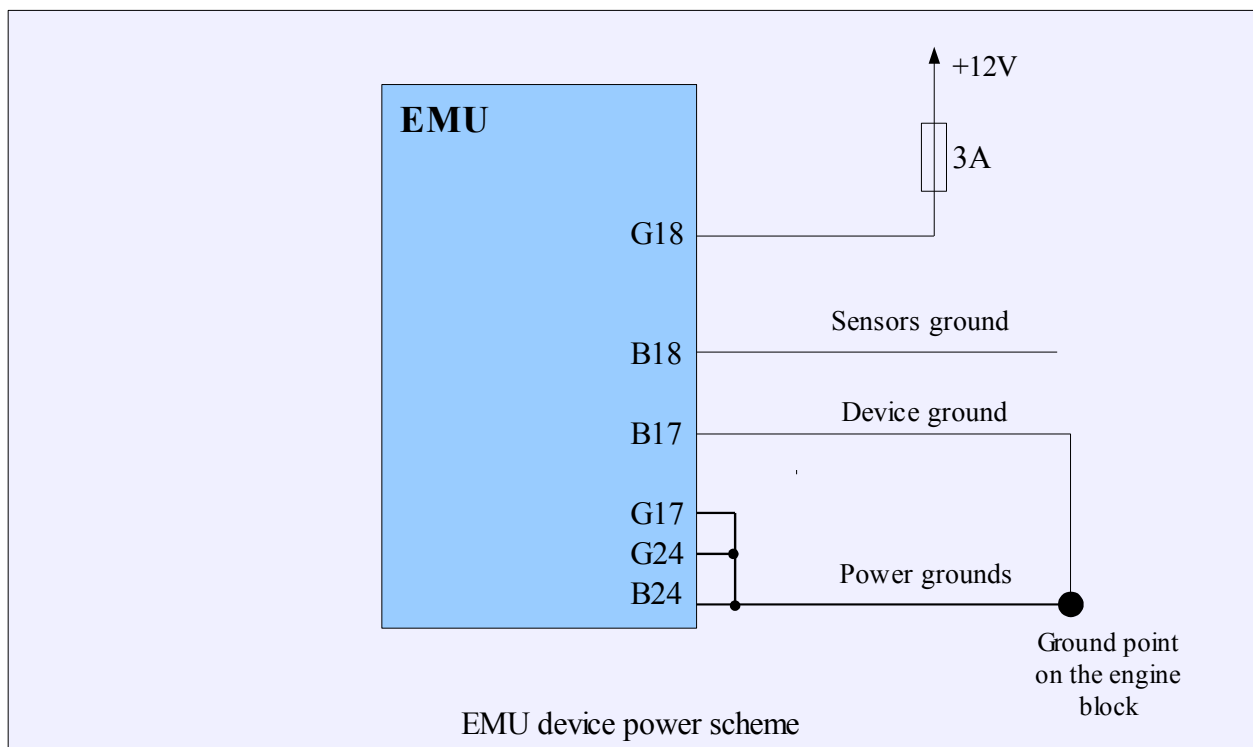 +12V
EMU
3A
G18
Sensors ground
B18
Device ground
B17
G17
G24
Power grounds
B24
Ground point
on the engine
block
EMU device power scheme